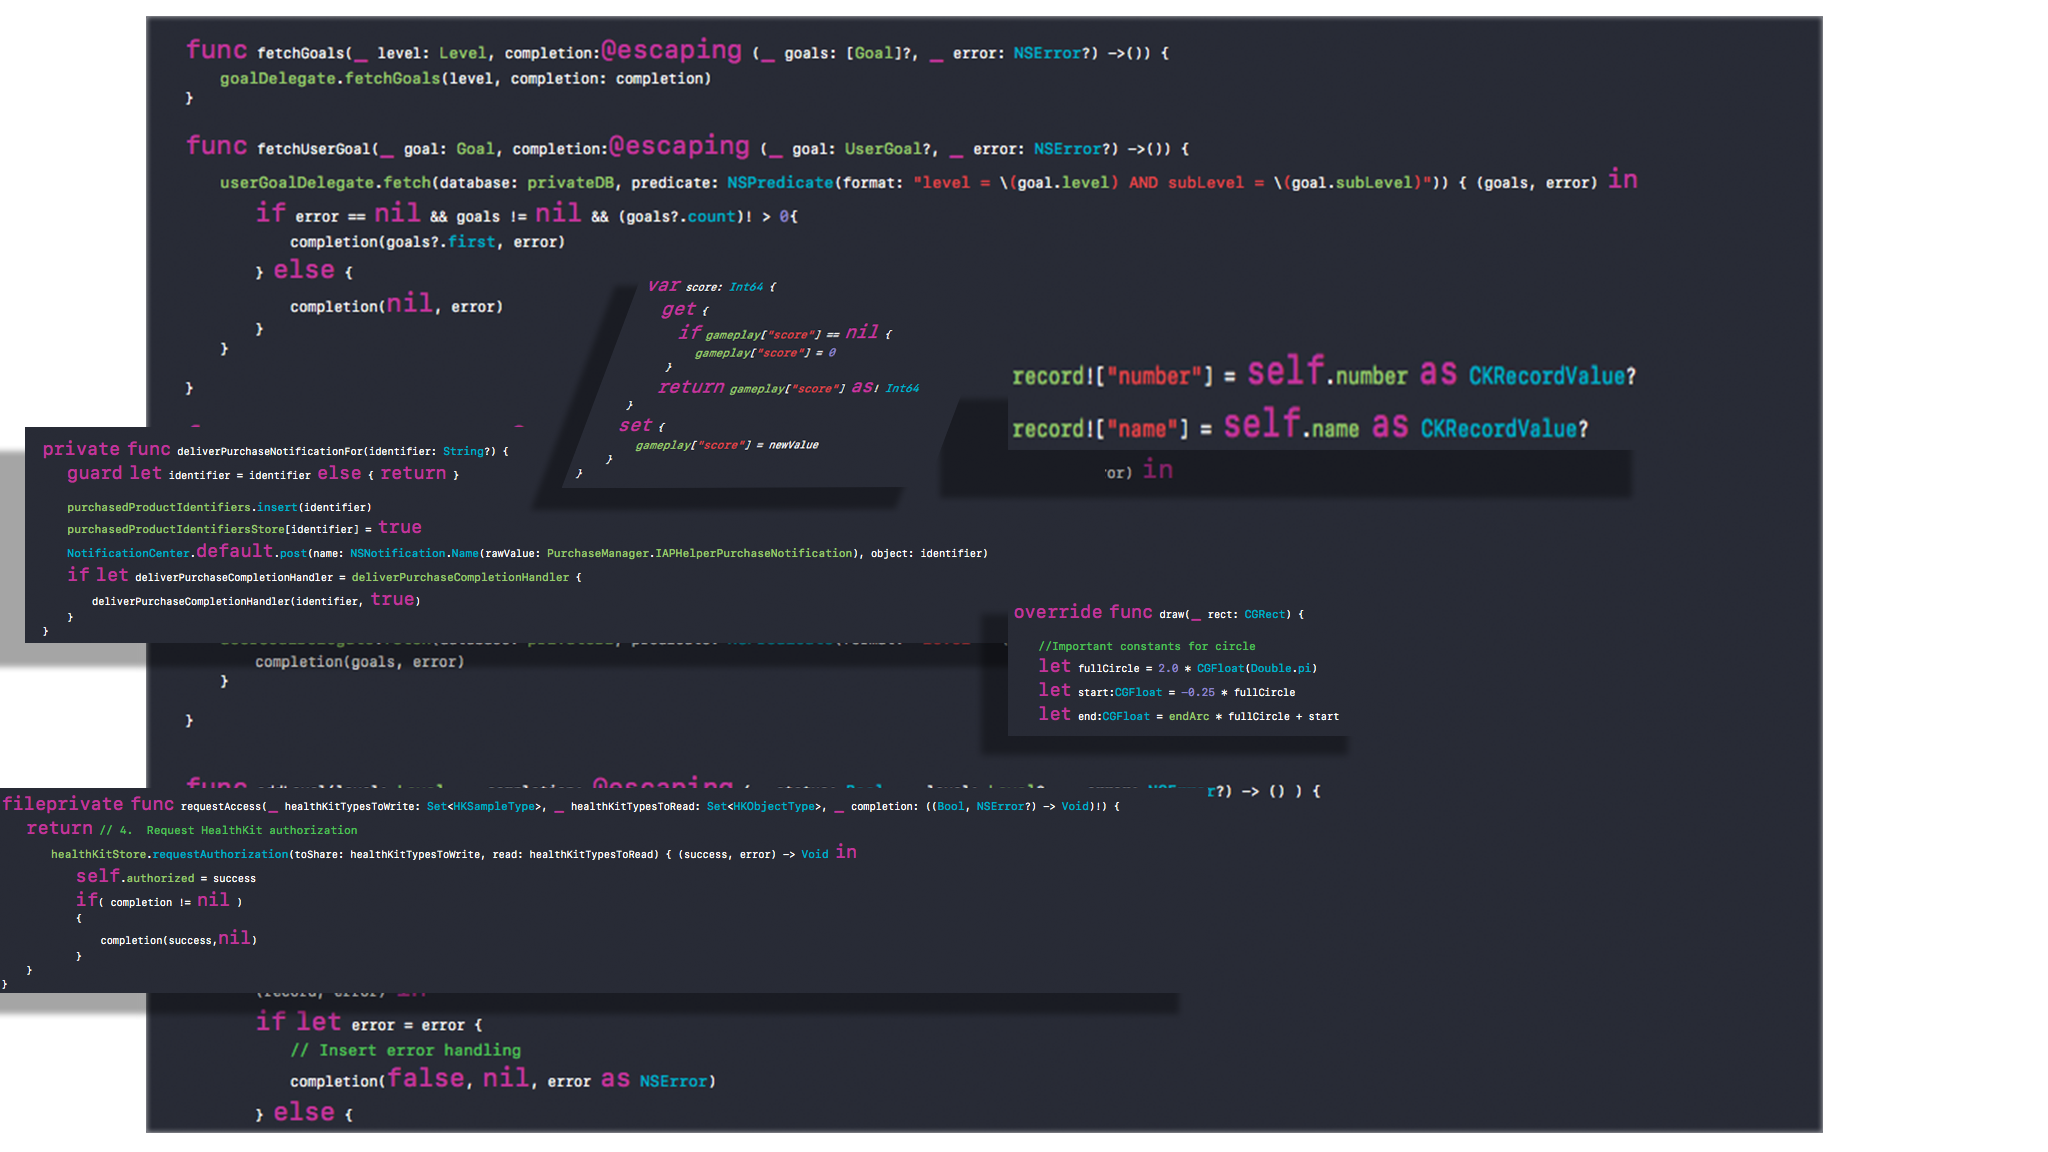 func fetchGoals(_ level: Level, completion:@escaping (_ goals: [Goal]?, _ error: NSError?) ->()) {
goalDelegate.fetchGoals(level, completion: completion)
}
func fetchUserGoal(_ goal: Goal, completion:@escaping (_ goal: UserGoal?, _ error: NSError?) ->()) {
userGoalDelegate.fetch(database: privateDB, predicate: NSPredicate(format: "level = \(goal.level) AND subLevel = \(goal.subLevel)")) { (goals, error) in
if error == nil && goals != nil && (goals?.count)! > 0{
completion(goals?.first, error)
} else {
completion(nil, error)
}
}
}
var score: Int64 {
get {
if gameplay["score"] == nil {
gameplay["score"] = 0
}
return gameplay["score"] as! Int64
}
set {
gameplay["score"] = newValue
}
}
record!["number"] = self.number as CKRecordValue?
record!["name"] = self.name as CKRecordValue?
or) in
private func deliverPurchaseNotificationFor(identifier: String?) {
guard let identifier = identifier else { return }
purchasedProductIdentifiers.insert(identifier)
purchasedProductIdentifiersStore[identifier] = true
NotificationCenter.default.post(name: NSNotification.Name(rawValue: PurchaseManager.IAPHelperPurchaseNotification), object: identifier)
if let deliverPurchaseCompletionHandler = deliverPurchaseCompletionHandler {
deliverPurchaseCompletionHandler(identifier, true)
}
}
completion(goals, error)
}
}
override func draw(_ rect: CGRect) {
//Important constants for circle
let fullCircle = 2.0 * CGFloat(Double.pi)
let start:CGFloat = -0.25 * fullCircle
let end:CGFloat = endArc * fullCircle + start
func @escaping r?) -> () ) {
fileprivate func requestAccess(_ healthKitTypesToWrite: Set<HKSampleType>, _ healthKitTypesToRead: Set<HKObjectType>, _ completion: ((Bool, NSError?) -> Void)!) {
return // 4. Request HealthKit authorization
healthKitStore.requestAuthorization(toShare: healthKitTypesToWrite, read: healthKitTypesToRead) { (success, error) -> Void in
self.authorized = success
if( completion != nil )
{
completion(success,nil)
}
}
}
(record, error) in
if let error = error {
// Insert error handling
completion(false, nil, error as NSError)
} else {